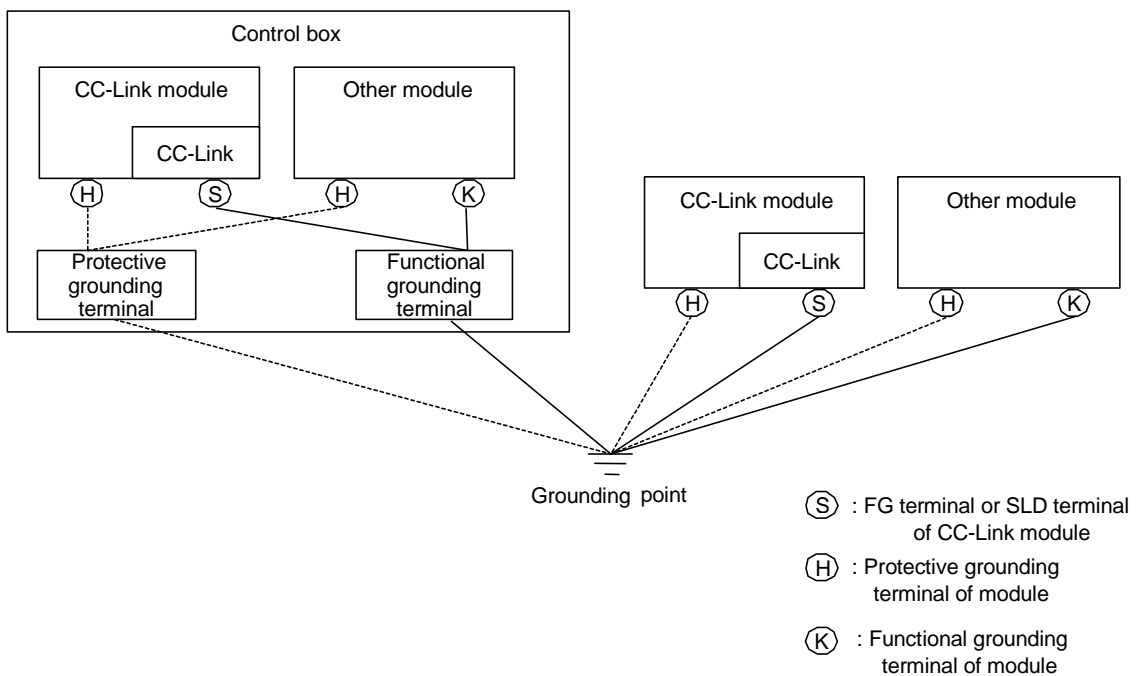 Control box
CC-Link module
Other module
CC-Link
H
S
H
K
Protective
grounding
terminal
Functional
grounding
terminal
CC-Link module
Other module
CC-Link
H
S
H
K
Grounding point
S : FG terminal or SLD terminal
of CC-Link module
H : Protective grounding
terminal of module
K : Functional grounding
terminal of module